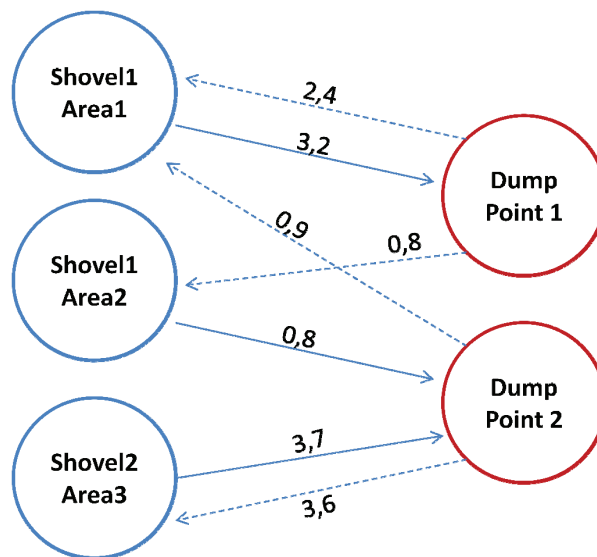 Shovel1
Area1
2,4
3,2
Dump
Point 1
0,9
0,8
Shovel1
Area2
0,8
Dump
Point 2
3,7
Shovel2
Area3
3,6